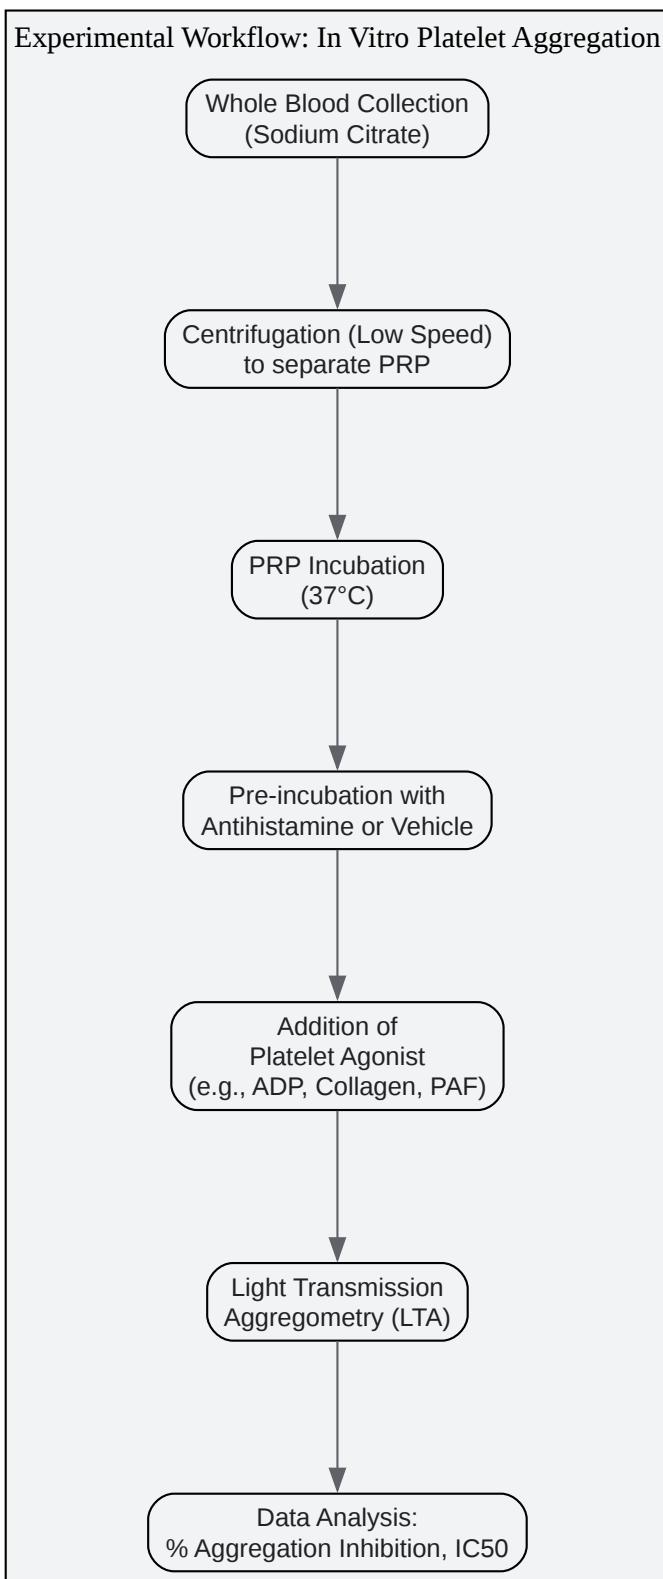 Experimental Workflow: In Vitro Platelet Aggregation
Whole Blood Collection
(Sodium Citrate)
Centrifugation (Low Speed)
to separate PRP
PRP Incubation
(37°C)
Pre-incubation with
Antihistamine or Vehicle
Addition of
Platelet Agonist
(e.g., ADP, Collagen, PAF)
Light Transmission
Aggregometry (LTA)
Data Analysis:
% Aggregation Inhibition, IC50